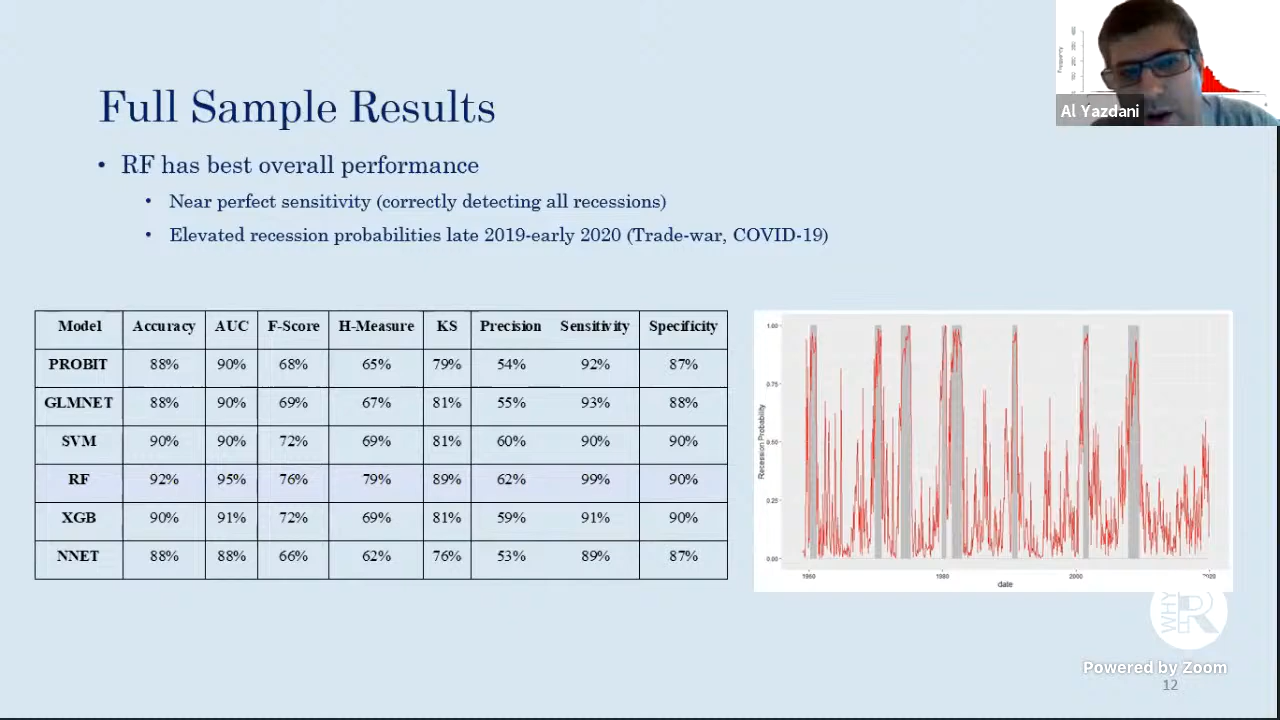 Full Sample Results
• RF has best overall performance
• Near perfect sensitivity (correctly detecting all recessions)
• Elevated recession probabilities late 2019-early 2020 (Trade-war, COVID-19)
Al Yazdani
Model Accuracy AUC F-Score H-Measure KS Precision Sensitivity Specificity
PROBIT 88% 90% 68% 65% 79% 54% 92% 87%
GLMNET 88% 90% 69% 67% 81% 55% 93% 88%
SVM 90% 90% 72% 69% 81% 60% 90% 90%
RF 92% 95% 76% 79% 89% 62% 99% 90%
XGB 90% 91% 72% 69% 81% 59% 91% 90%
NNET 88% 88% 66% 62% 76% 53% 89% 87%
Recession Probability
1.00
0.75
0.50
0.25
0.00
1960 1980 2000
date
WHY R
Powered by Zoom
12